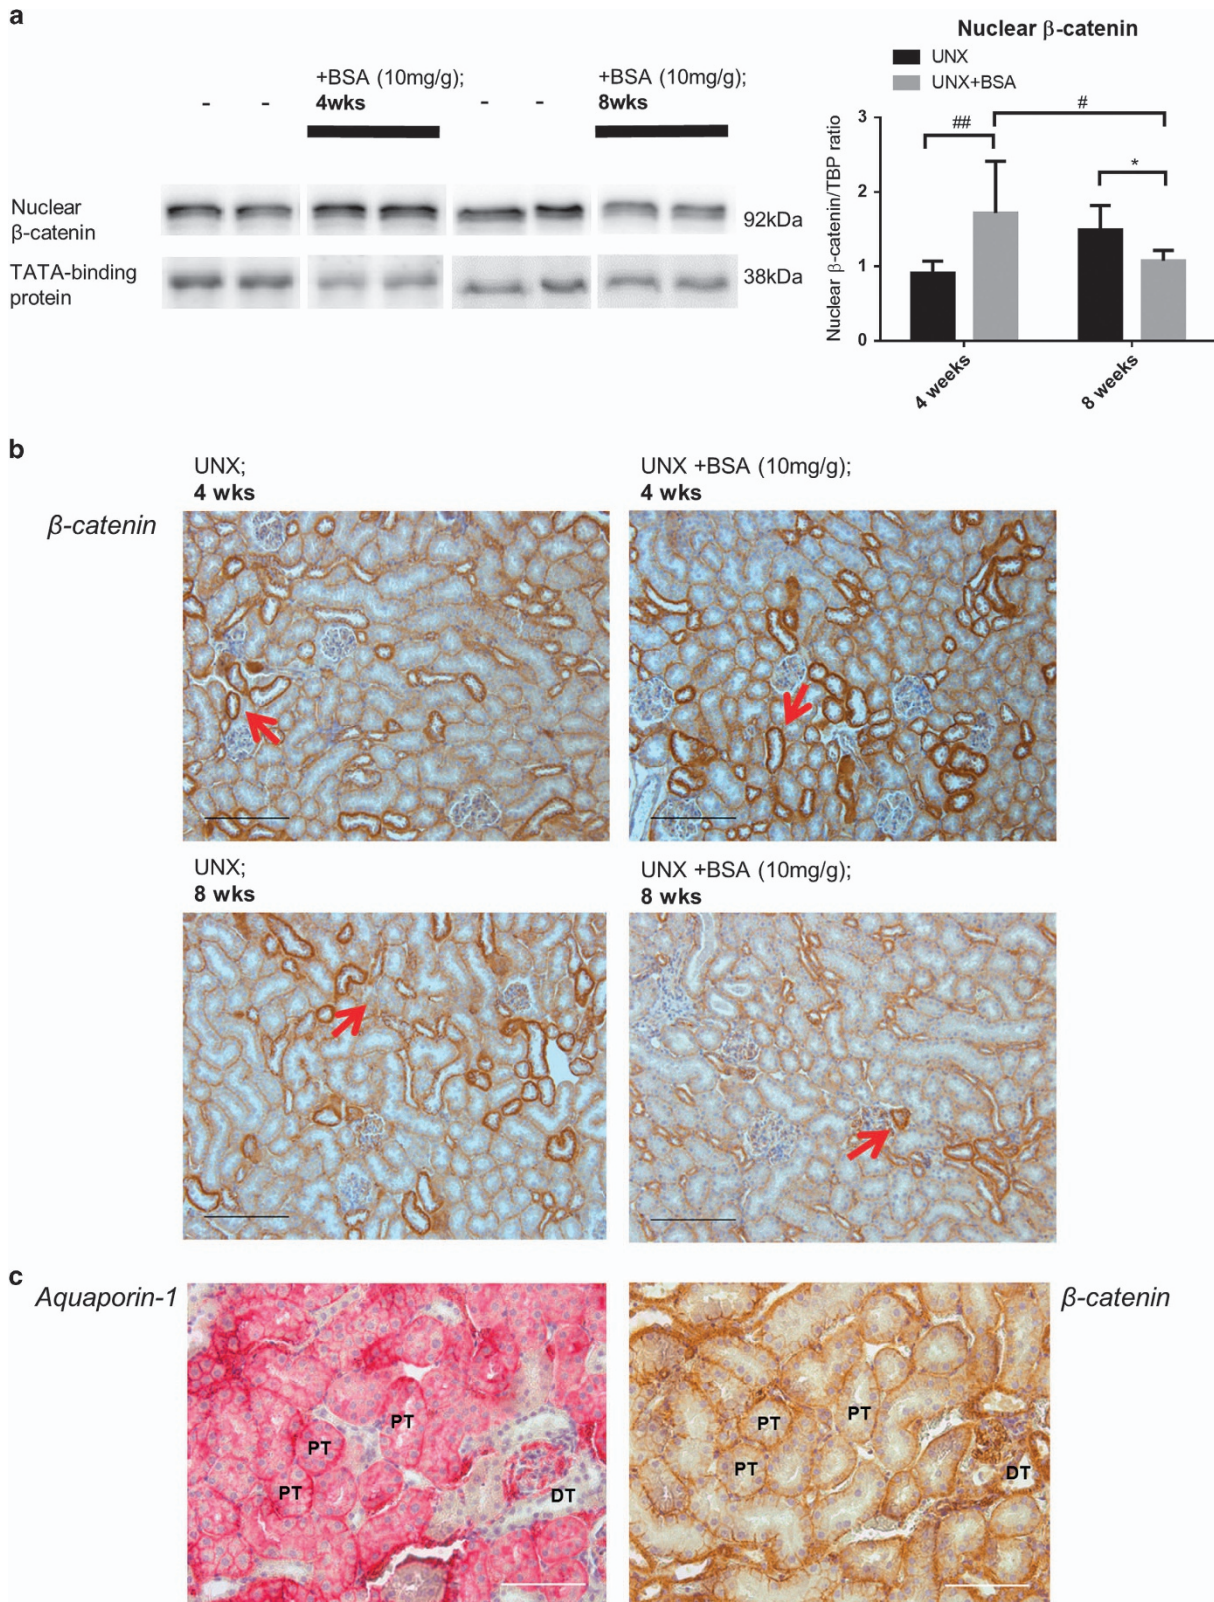 a
Nuclear β-catenin
UNX
UNX+BSA
+BSA (10mg/g);
4wks
+BSA (10mg/g);
8wks
- - - -
Nuclear
β-catenin
92kDa
TATA-binding
protein
38kDa
Nuclear β-catenin/TBP ratio
3
2
1
0
##
#
*
4 weeks
8 weeks
b
β-catenin
UNX;
4 wks
UNX +BSA (10mg/g);
4 wks
UNX;
8 wks
UNX +BSA (10mg/g);
8 wks
c
Aquaporin-1
PT
PT
PT
DT
β-catenin
PT
PT
PT
DT